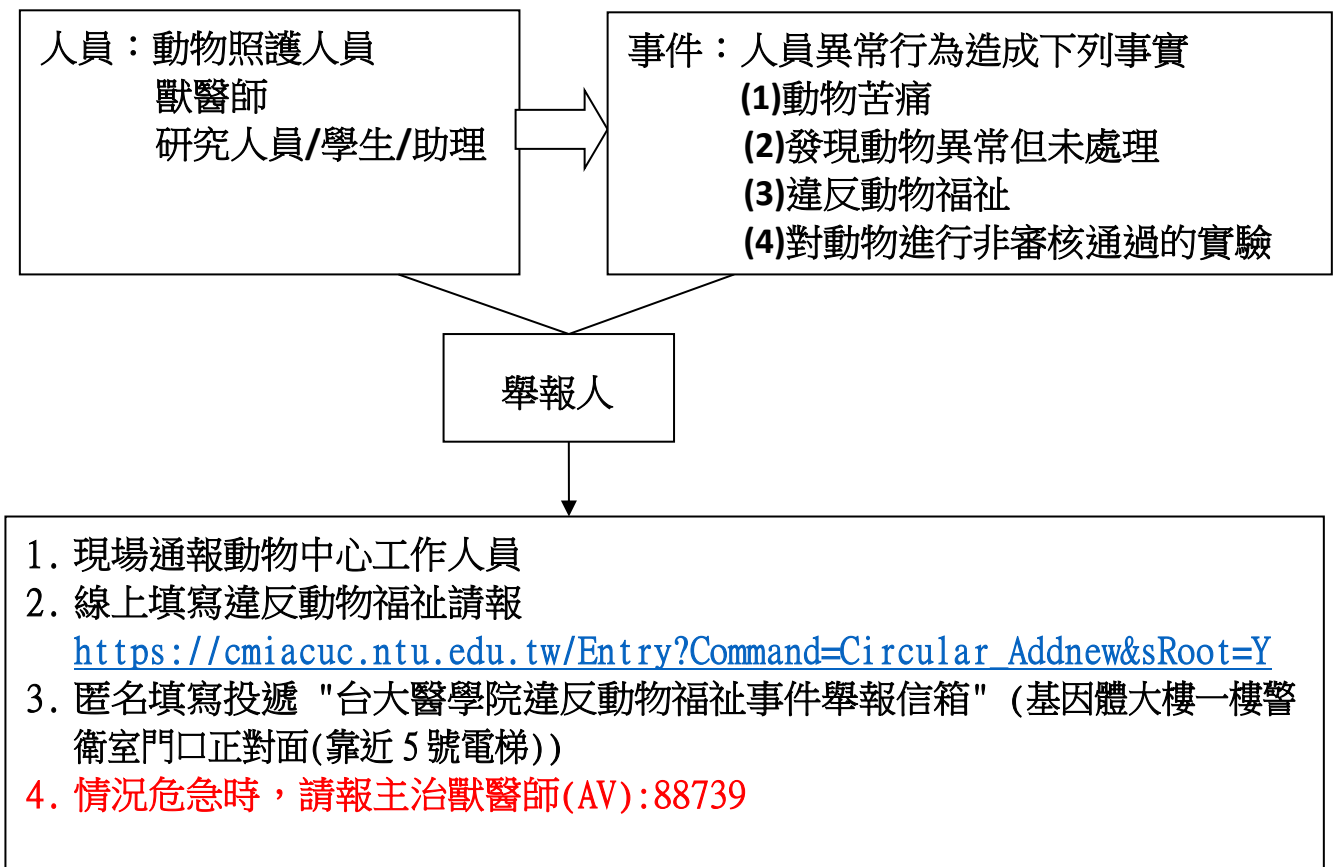 人員：動物照護人員
獸醫師
研究人員/學生/助理
事件：人員異常行為造成下列事實
(1)動物苦痛
(2)發現動物異常但未處理
(3)違反動物福祉
(4)對動物進行非審核通過的實驗
舉報人
1. 現場通報動物中心工作人員
2. 線上填寫違反動物福祉請報
https://cmiacuc.ntu.edu.tw/Entry?Command=Circular_Addnew&sRoot=Y
3. 匿名填寫投遞 "台大醫學院違反動物福祉事件舉報信箱" (基因體大樓一樓警
衛室門口正對面(靠近 5 號電梯))
4. 情況危急時，請報主治獸醫師(AV):88739